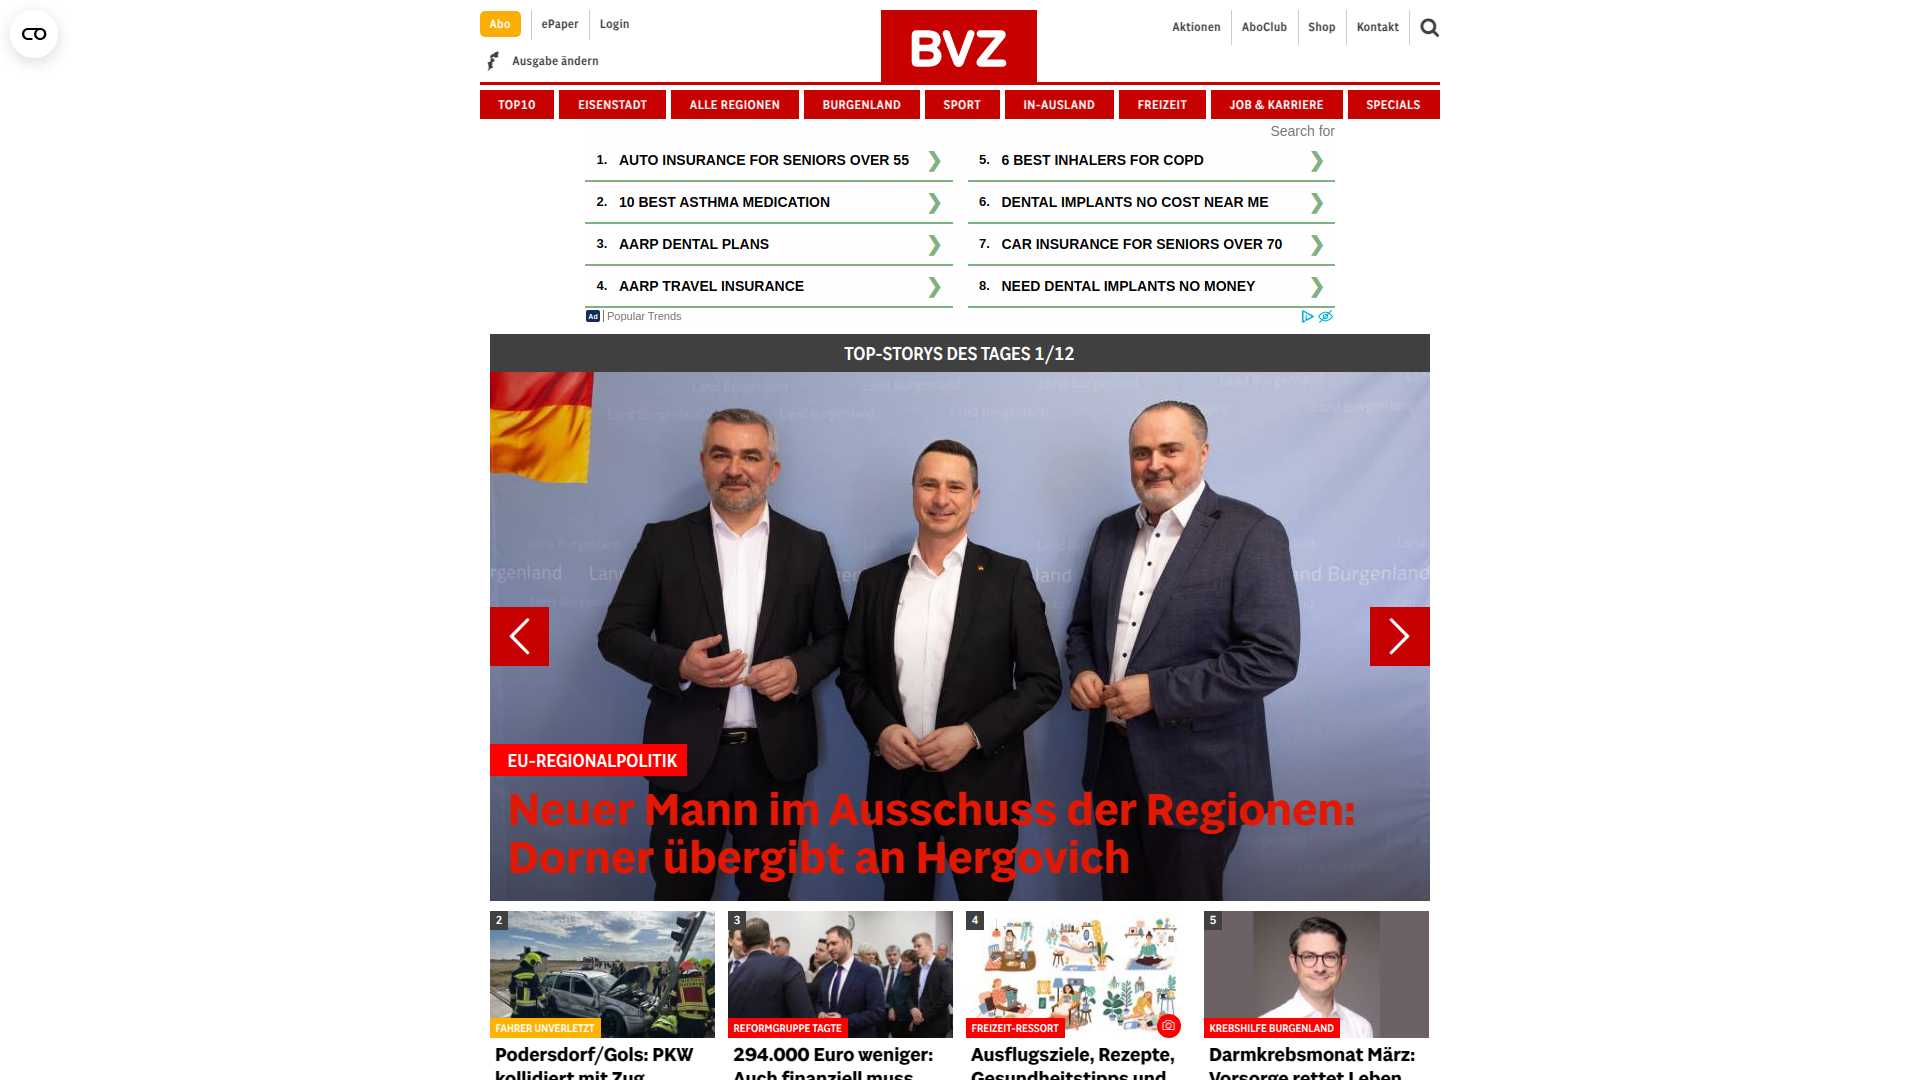 Abo
ePaper
Login
Ausgabe ändern
BVZ
Aktionen
AboClub
Shop
Kontakt
TOP10
EISENSTADT
ALLE REGIONEN
BURGENLAND
SPORT
IN-AUSLAND
FREIZEIT
JOB & KARRIERE
SPECIALS
Search for
1. AUTO INSURANCE FOR SENIORS OVER 55
2. 10 BEST ASTHMA MEDICATION
3. AARP DENTAL PLANS
4. AARP TRAVEL INSURANCE
5. 6 BEST INHALERS FOR COPD
6. DENTAL IMPLANTS NO COST NEAR ME
7. CAR INSURANCE FOR SENIORS OVER 70
8. NEED DENTAL IMPLANTS NO MONEY
Ad Popular Trends
TOP-STORYS DES TAGES 1/12
Land Burgenland
EU-REGIONALPOLITIK
Neuer Mann im Ausschuss der Regionen:
Dorner übergibt an Hergovich
2
FAHRER UNVERLETZT
Podersdorf/Gols: PKW
kollidiert mit Zug
3
REFORMGRUPPE TAGTE
294.000 Euro weniger:
Auch finanziell muss
4
FREIZEIT-RESSORT
Ausflugsziele, Rezepte,
Gesundheitstipps und
5
KREBSHILFE BURGENLAND
Darmkrebsmonat März:
Vorsorge rettet Leben